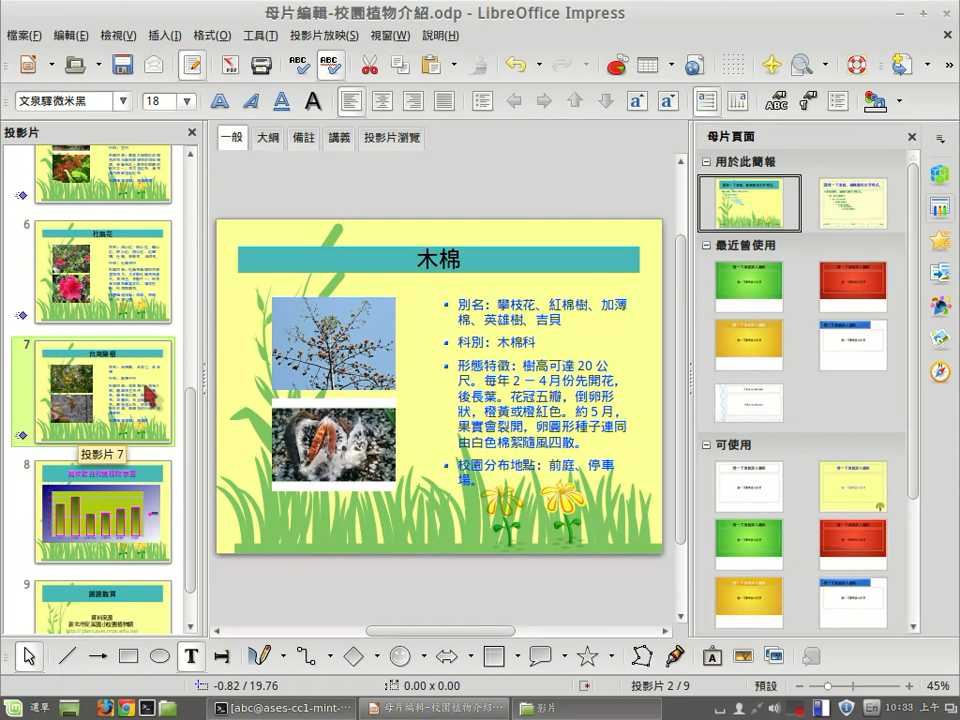 母片編輯-校園植物介紹.odp - LibreOffice Impress
檔案(F) 編輯(E) 檢視(V) 插入(I) 格式(O) 工具(T) 投影片放映(S) 視窗(W) 說明(H)
文泉驛微米黑 18
投影片
一般 大綱 備註 講義 投影片瀏覽
母片頁面
用於此簡報
最近曾使用
可使用
6
杜鵑花
7
台灣欒樹
投影片 7
8
9
謝謝觀賞
資料來源
木棉
別名：攀枝花、紅棉樹、加薄
棉、英雄樹、吉貝
科別：木棉科
形態特徵：樹高可達 20 公
尺。每年 2 － 4 月份先開花，
後長葉。花冠五瓣，倒卵形
狀，橙黃或橙紅色。約 5 月，
果實會裂開，卵圓形種子連同
由白色棉絮隨風四散。
校園分布地點：前庭、停車
場。
-0.82 / 19.76 0.00 x 0.00 投影片 2 / 9 預設 45%
選單 [abc@ases-cc1-mint-… 母片編輯-校園植物介紹… 影片 10:33 上午